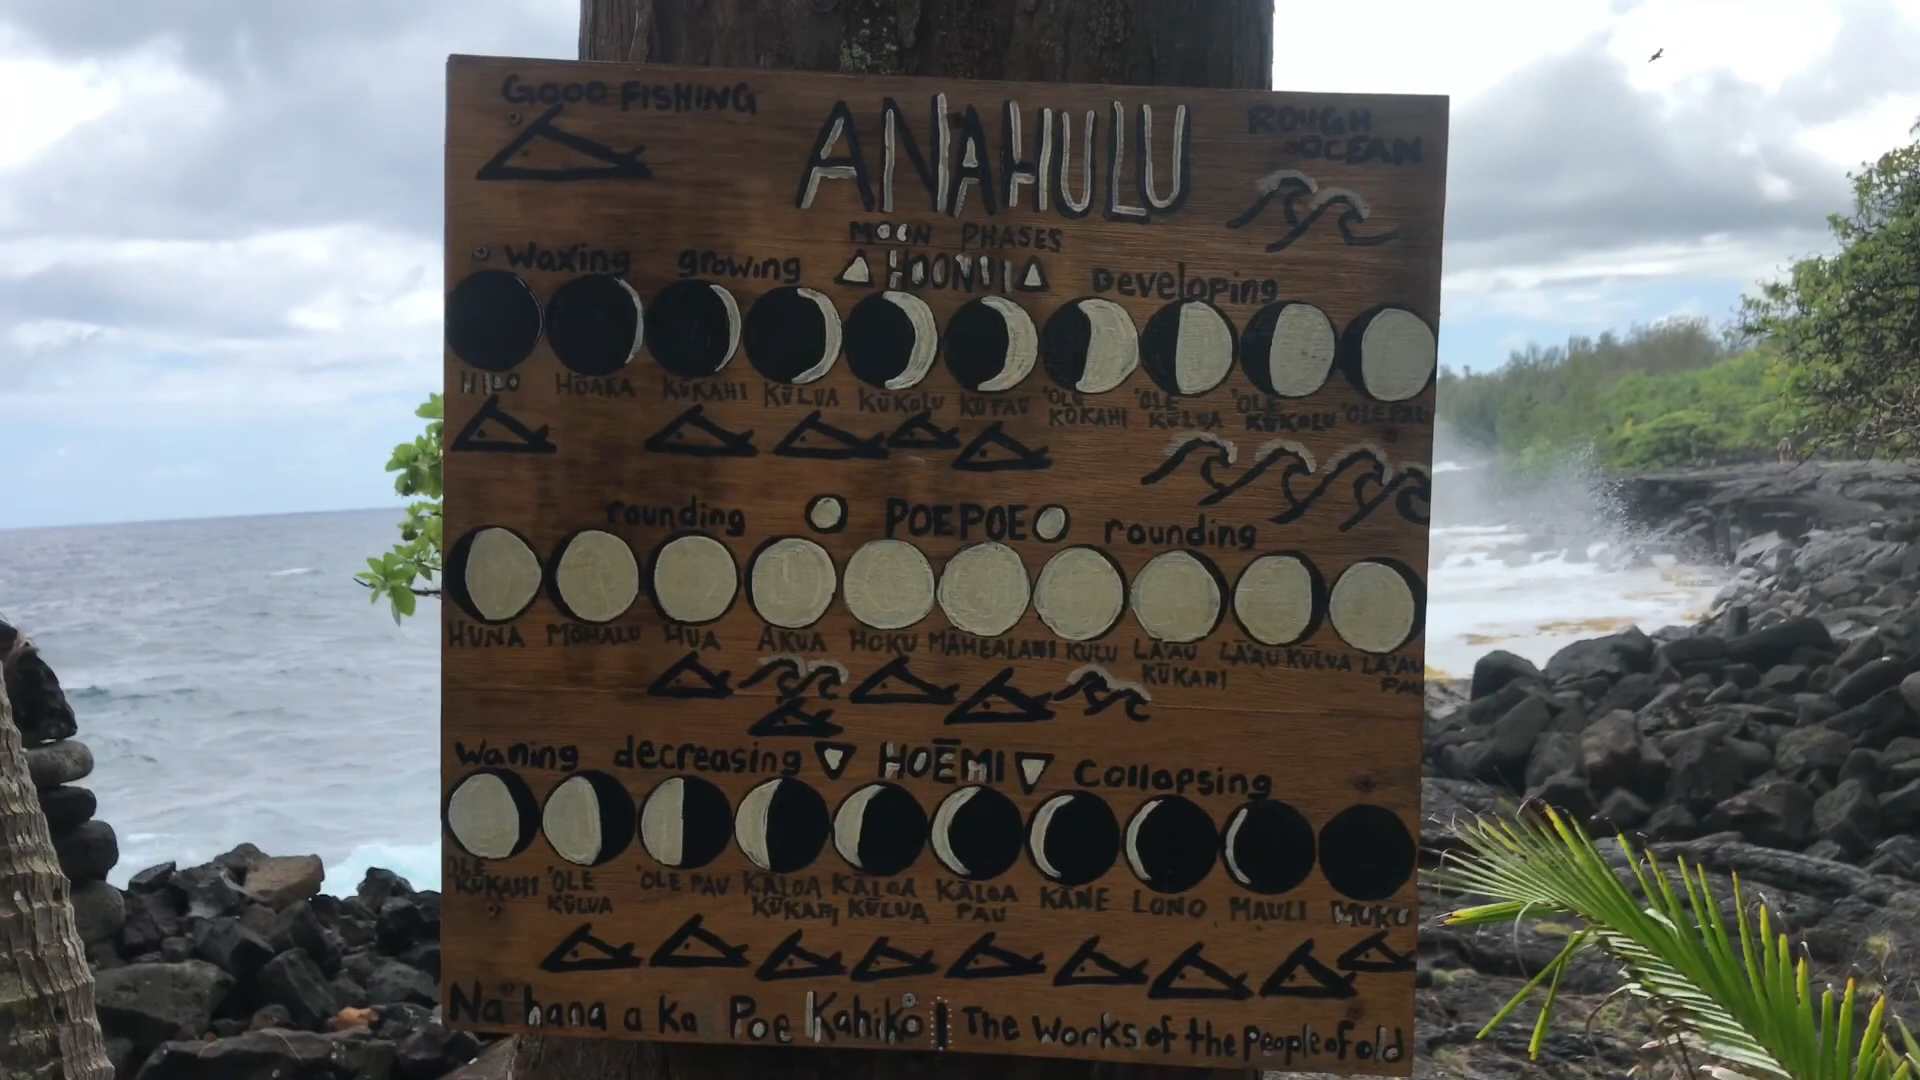 GOOD FISHING
ANAHULU
ROUGH
OCEAN
MOON PHASES
Waxing growing HOONUI Developing
HILO HOAKA KŪKAHI KŪLUA KŪKOLU KŪPAU 'OLE KŪKAHI 'OLE KŪLUA 'OLE KŪKOLU 'OLEPAU
rounding POEPOE rounding
HUNA MŌHALU HUA AKUA HOKU MAHEALANI KULU LĀ'AU KŪKAHI LĀ'AU KŪLUA LĀ'AU PAU
Waning decreasing HOĒMI Collapsing
OLE KŪKAHI 'OLE KŪLUA 'OLE PAU KĀLOA KŪKAHI KĀLOA KŪLUA KĀLOA PAU KĀNE LONO MAULI MUKU
Na hana a ka Poe Kahiko The Works of the people of old